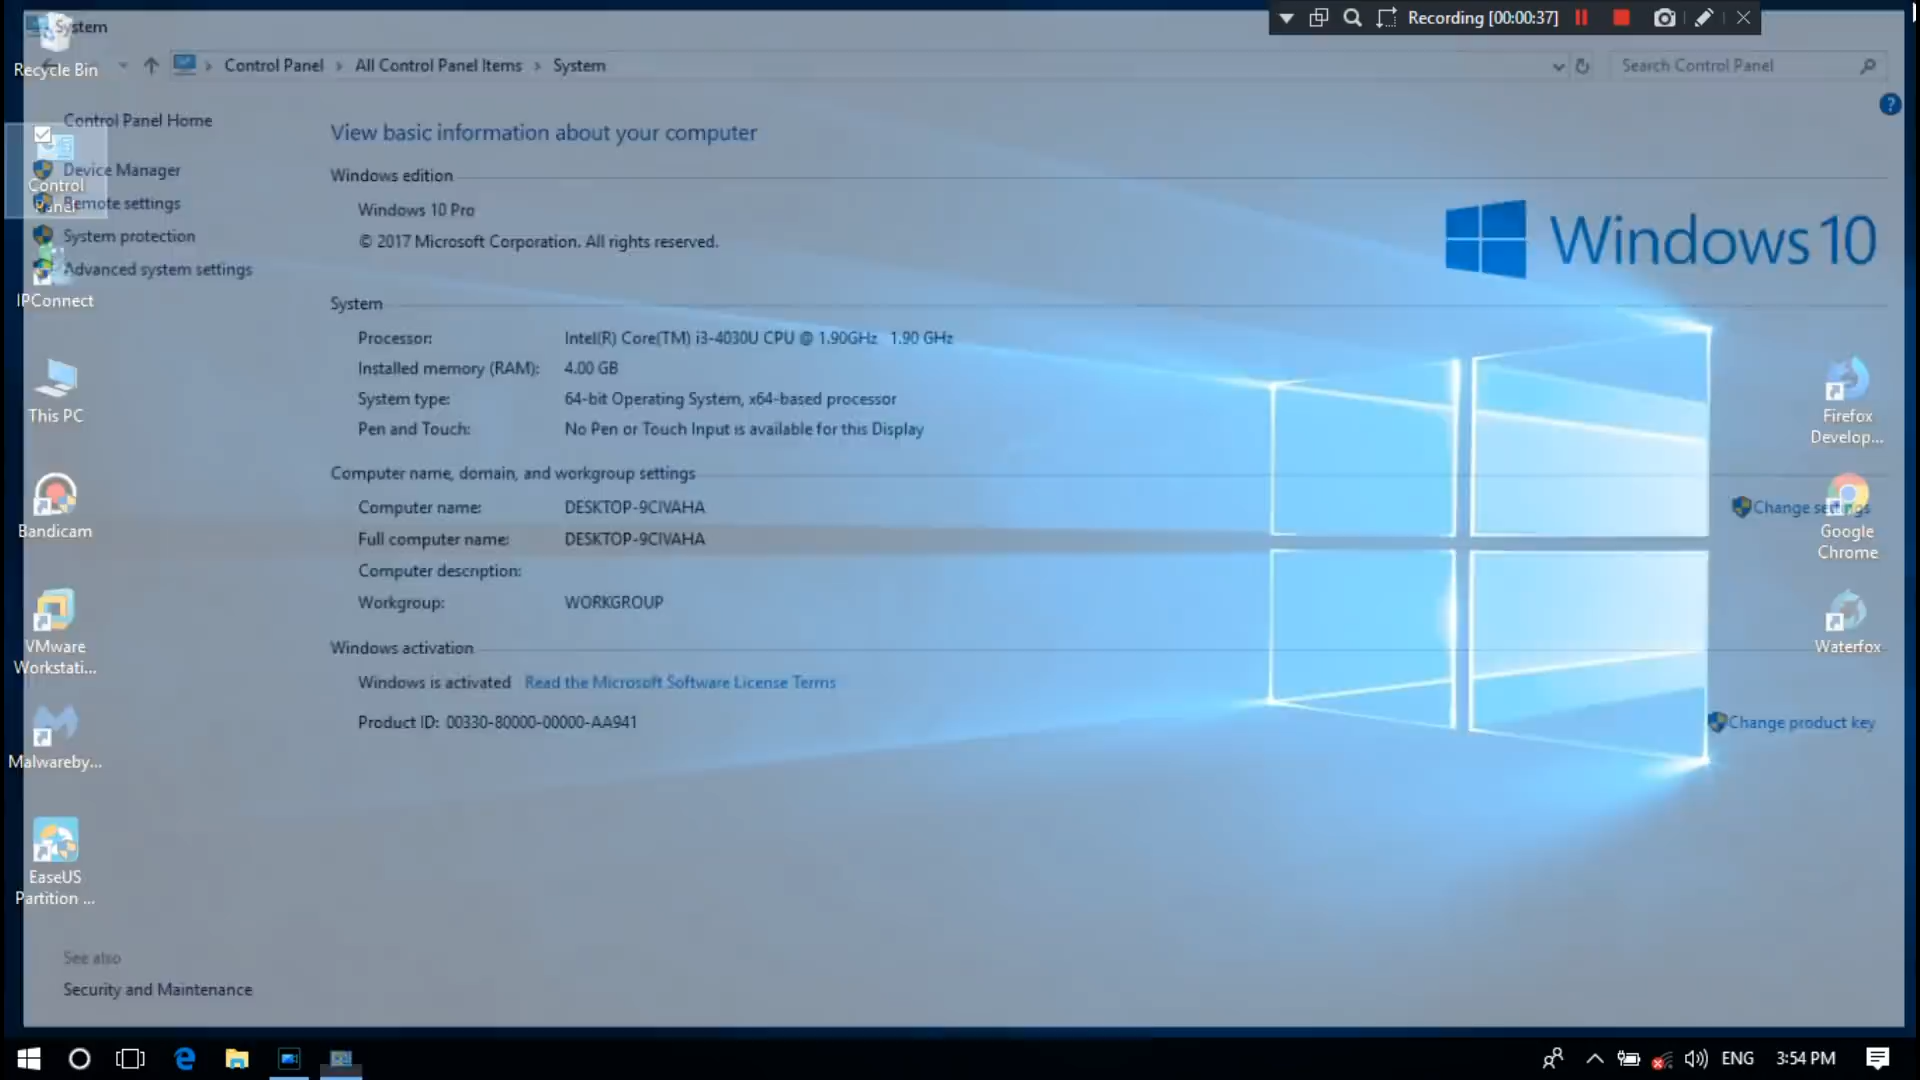 System
Recording [00:00:37]
Recycle Bin
Control Panel
All Control Panel Items
System
Search Control Panel
Control Panel Home
Device Manager
Control
Panel
Remote settings
System protection
Advanced system settings
IPConnect
This PC
Bandicam
VMware
Workstati...
Malwareby...
EaseUS
Partition ...
See also
Security and Maintenance
View basic information about your computer
Windows edition
Windows 10 Pro
© 2017 Microsoft Corporation. All rights reserved.
Windows 10
System
Processor: Intel(R) Core(TM) i3-4030U CPU @ 1.90GHz 1.90 GHz
Installed memory (RAM): 4.00 GB
System type: 64-bit Operating System, x64-based processor
Pen and Touch: No Pen or Touch Input is available for this Display
Computer name, domain, and workgroup settings
Computer name: DESKTOP-9CIVAHA
Change settings
Full computer name: DESKTOP-9CIVAHA
Computer description:
Workgroup: WORKGROUP
Windows activation
Windows is activated Read the Microsoft Software License Terms
Product ID: 00330-80000-00000-AA941
Change product key
Firefox
Develop...
Google
Chrome
Waterfox
ENG
3:54 PM